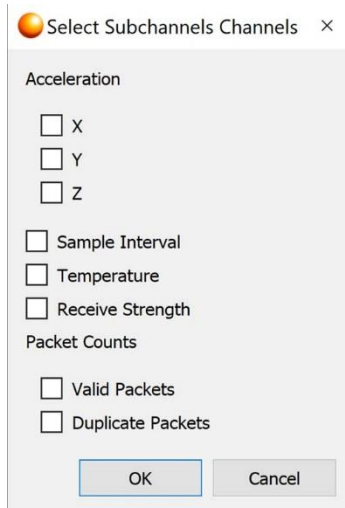 Select Subchannels Channels
Acceleration
X
Y
Z
Sample Interval
Temperature
Receive Strength
Packet Counts
Valid Packets
Duplicate Packets
OK Cancel